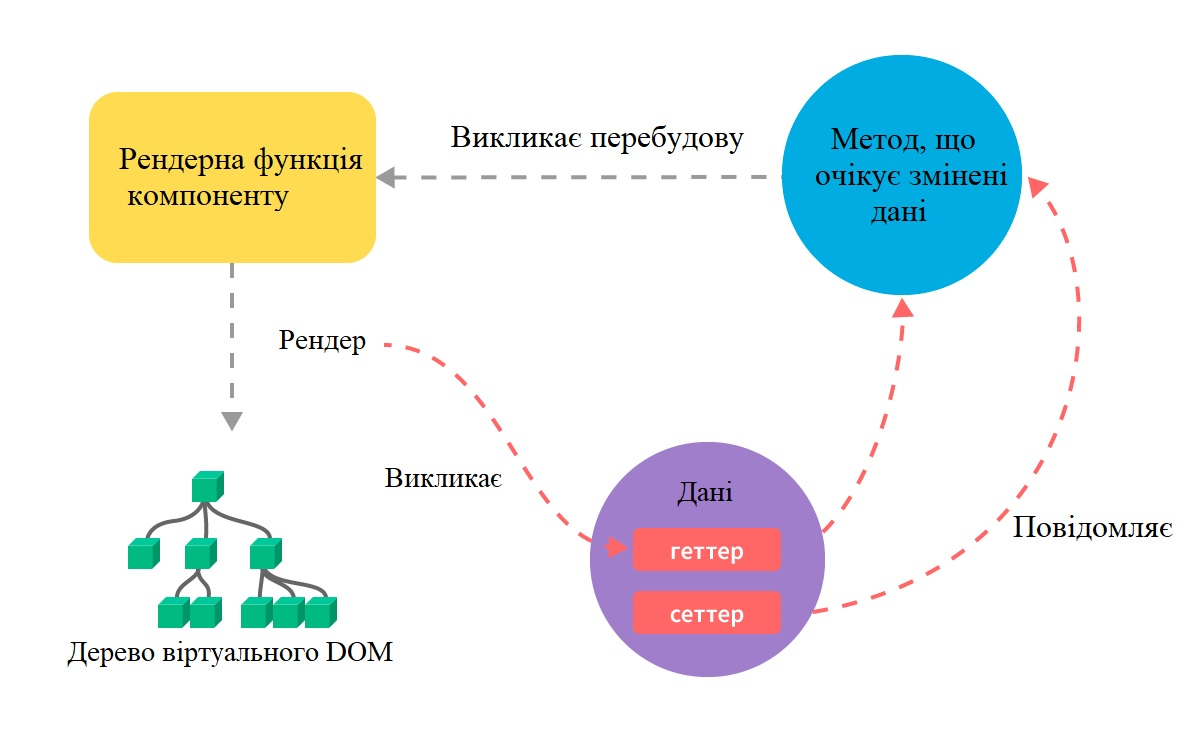 Викликає перебудову
Метод, що
очікує змінені
дані
Рендерна функція
компоненту
Рендер
Викликає
Дані
геттер
сеттер
Повідомляє
Дерево віртуального DOM